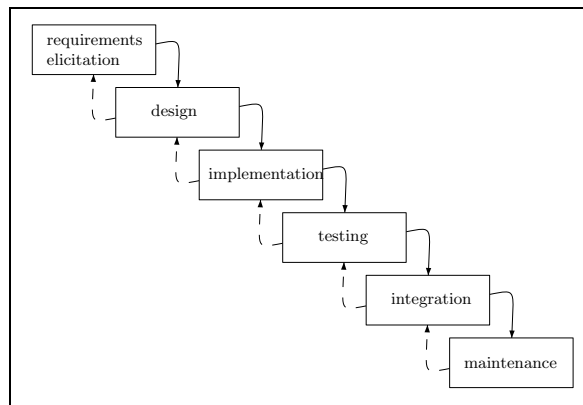 requirements
elicitation
design
implementation
testing
integration
maintenance